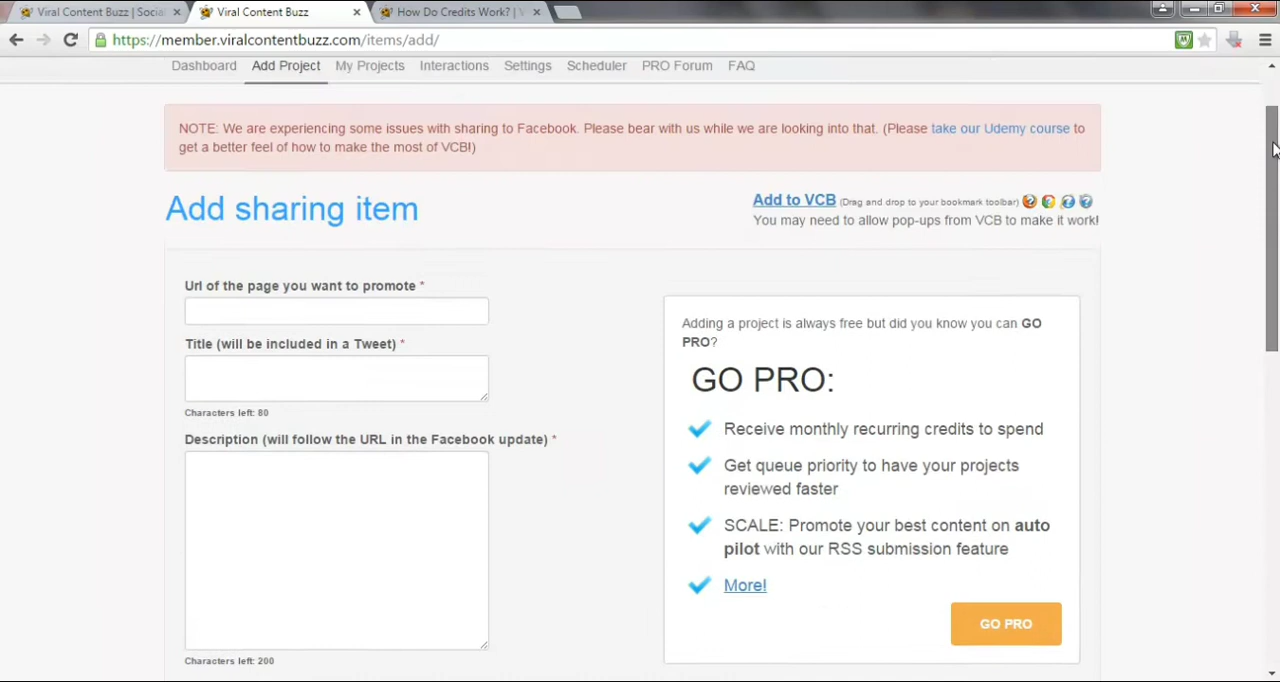 Viral Content Buzz | Social
Viral Content Buzz
How Do Credits Work? | V
https://member.viralcontentbuzz.com/items/add/
Dashboard Add Project My Projects Interactions Settings Scheduler PRO Forum FAQ
NOTE: We are experiencing some issues with sharing to Facebook. Please bear with us while we are looking into that. (Please take our Udemy course to
get a better feel of how to make the most of VCB!)
Add sharing item
Add to VCB (Drag and drop to your bookmark toolbar)
You may need to allow pop-ups from VCB to make it work!
Url of the page you want to promote *
Title (will be included in a Tweet) *
Characters left: 80
Description (will follow the URL in the Facebook update) *
Characters left: 200
Adding a project is always free but did you know you can GO
PRO?
GO PRO:
Receive monthly recurring credits to spend
Get queue priority to have your projects
reviewed faster
SCALE: Promote your best content on auto
pilot with our RSS submission feature
More!
GO PRO